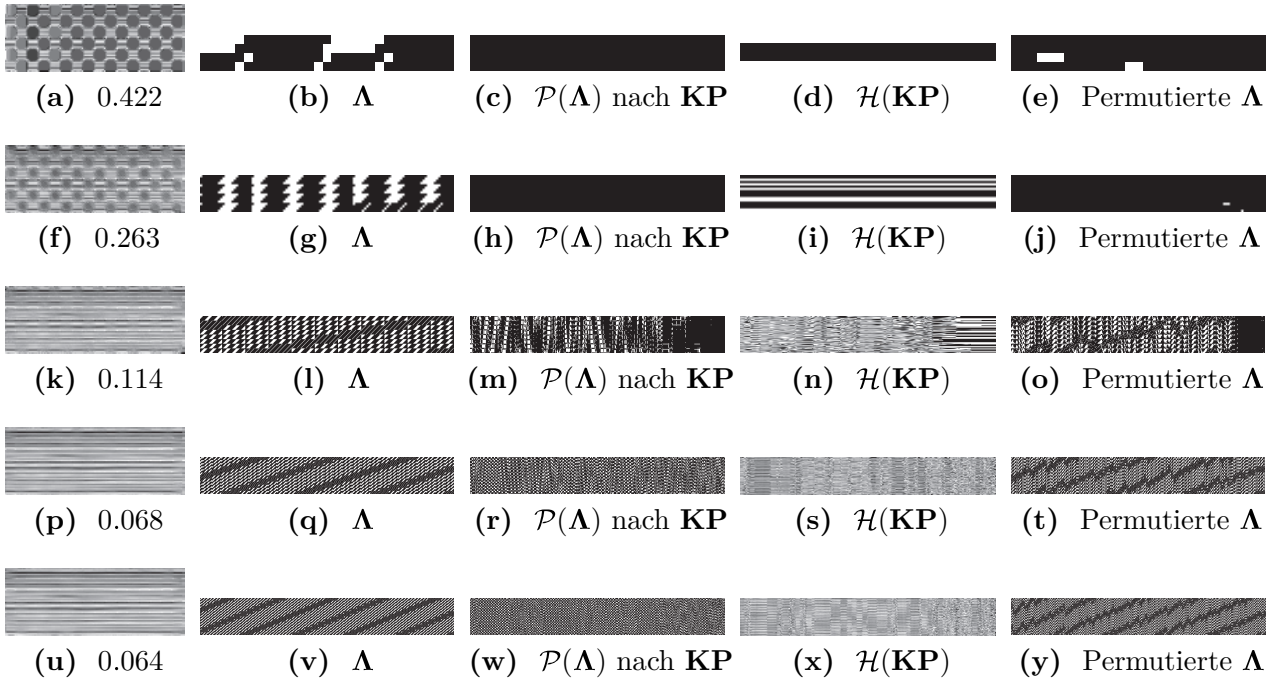 (a) 0.422 (b) Λ (c) 𝒫(Λ) nach KP (d) ℋ(KP) (e) Permutierte Λ
(f) 0.263 (g) Λ (h) 𝒫(Λ) nach KP (i) ℋ(KP) (j) Permutierte Λ
(k) 0.114 (l) Λ (m) 𝒫(Λ) nach KP (n) ℋ(KP) (o) Permutierte Λ
(p) 0.068 (q) Λ (r) 𝒫(Λ) nach KP (s) ℋ(KP) (t) Permutierte Λ
(u) 0.064 (v) Λ (w) 𝒫(Λ) nach KP (x) ℋ(KP) (y) Permutierte Λ